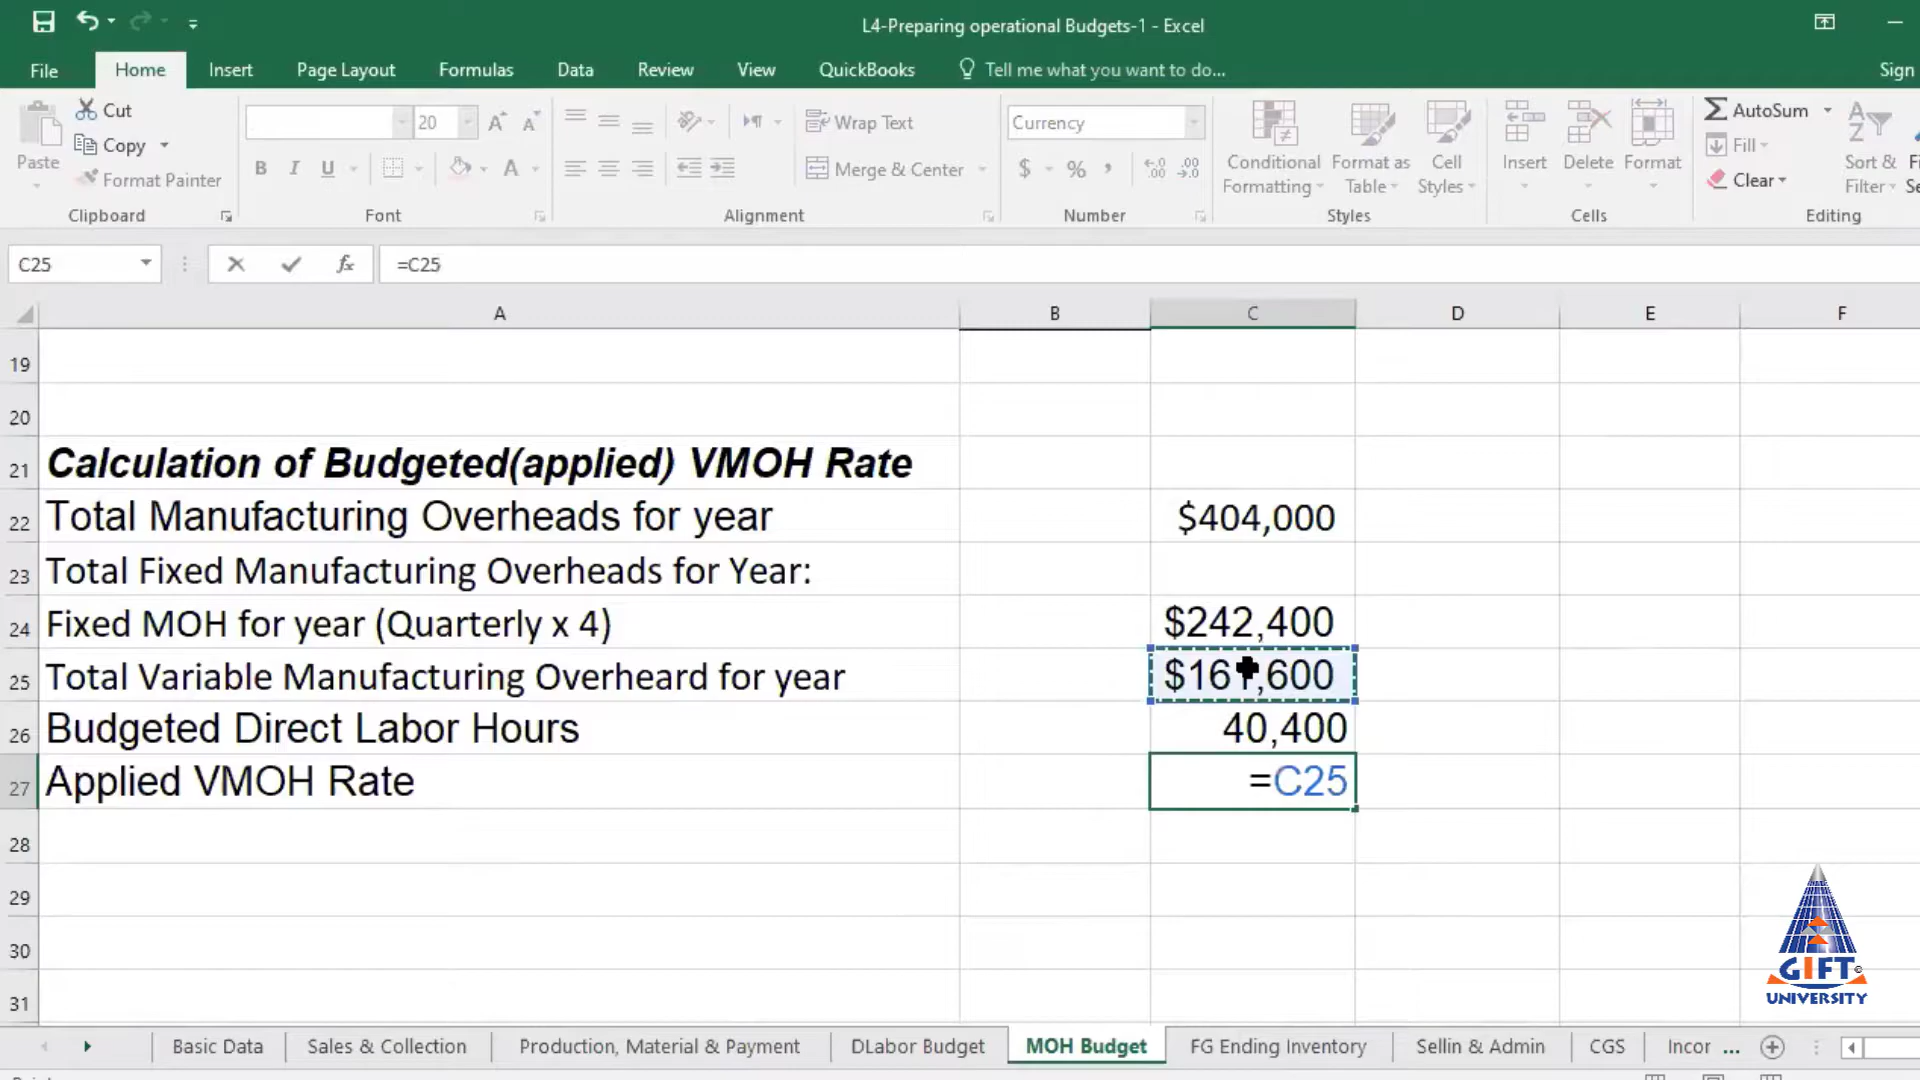 L4-Preparing operational Budgets-1 - Excel
File Home Insert Page Layout Formulas Data Review View QuickBooks Tell me what you want to do... Sign
Cut
Copy
Format Painter
Paste
Clipboard
20
B I U
Font
Wrap Text
Merge & Center
Alignment
Currency
$ % ,
Number
Conditional Formatting
Format as Table
Cell Styles
Styles
Insert Delete Format
Cells
AutoSum
Fill
Clear
Sort & Filter
Editing
C25 fx =C25
A B C D E F
19
20
21 Calculation of Budgeted(applied) VMOH Rate
22 Total Manufacturing Overheads for year $404,000
23 Total Fixed Manufacturing Overheads for Year:
24 Fixed MOH for year (Quarterly x 4) $242,400
25 Total Variable Manufacturing Overheard for year $161,600
26 Budgeted Direct Labor Hours 40,400
27 Applied VMOH Rate =C25
28
29
30
31
GIFT
UNIVERSITY
Basic Data Sales & Collection Production, Material & Payment DLabor Budget MOH Budget FG Ending Inventory Sellin & Admin CGS Incor ...